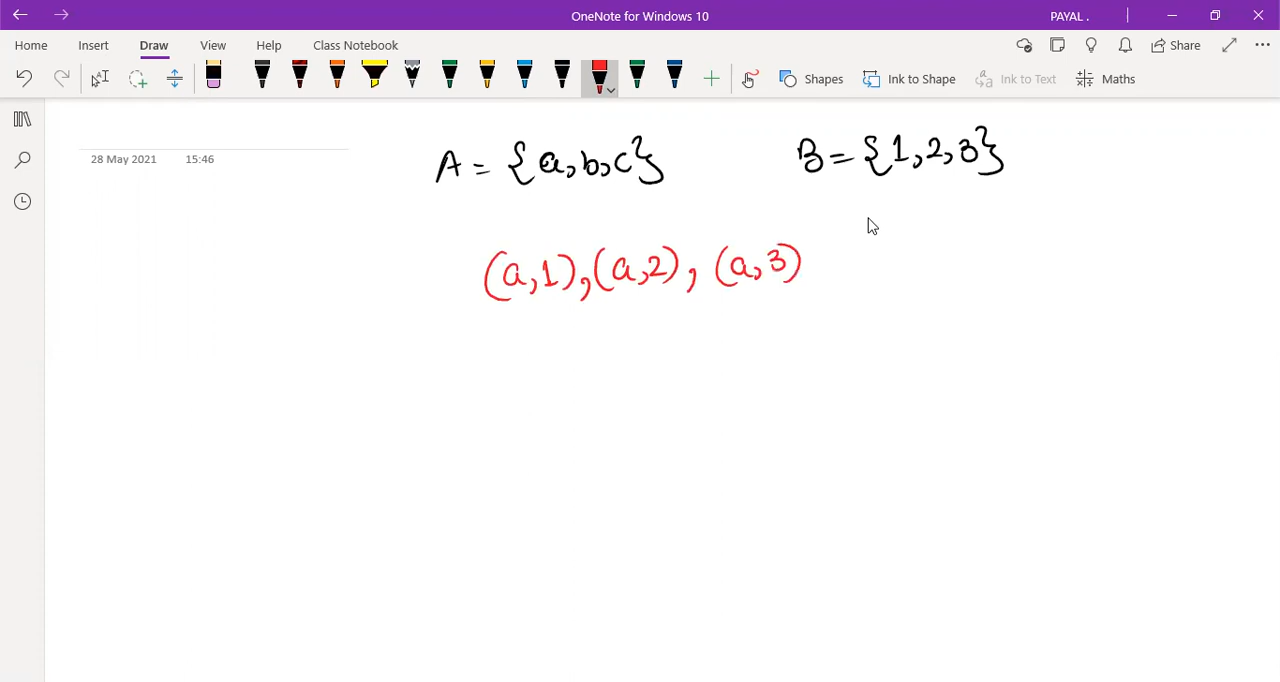 OneNote for Windows 10
PAYAL .
Home Insert Draw View Help Class Notebook Share
Shapes Ink to Shape Ink to Text Maths
28 May 2021 15:46
A = {a,b,c} B = {1,2,3}
(a,1),(a,2), (a,3)